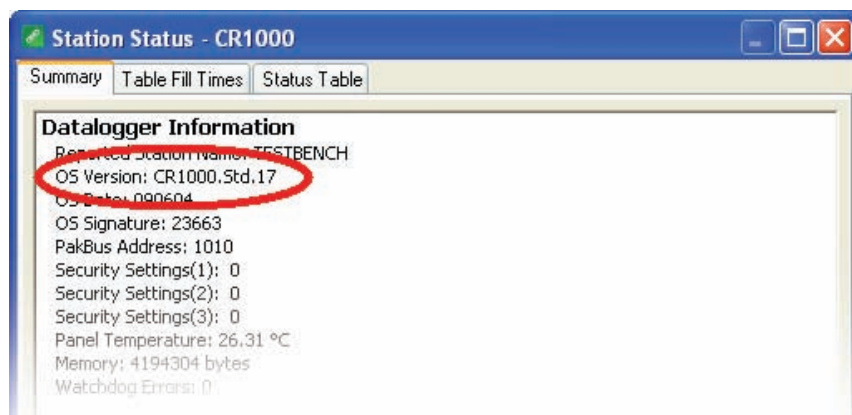 Station Status - CR1000
Summary Table Fill Times Status Table
Datalogger Information
Reported Station Name: TESTBENCH
OS Version: CR1000.Std.17
OS Date: 090604
OS Signature: 23663
PakBus Address: 1010
Security Settings(1): 0
Security Settings(2): 0
Security Settings(3): 0
Panel Temperature: 26.31 °C
Memory: 4194304 bytes
Watchdog Errors: 0